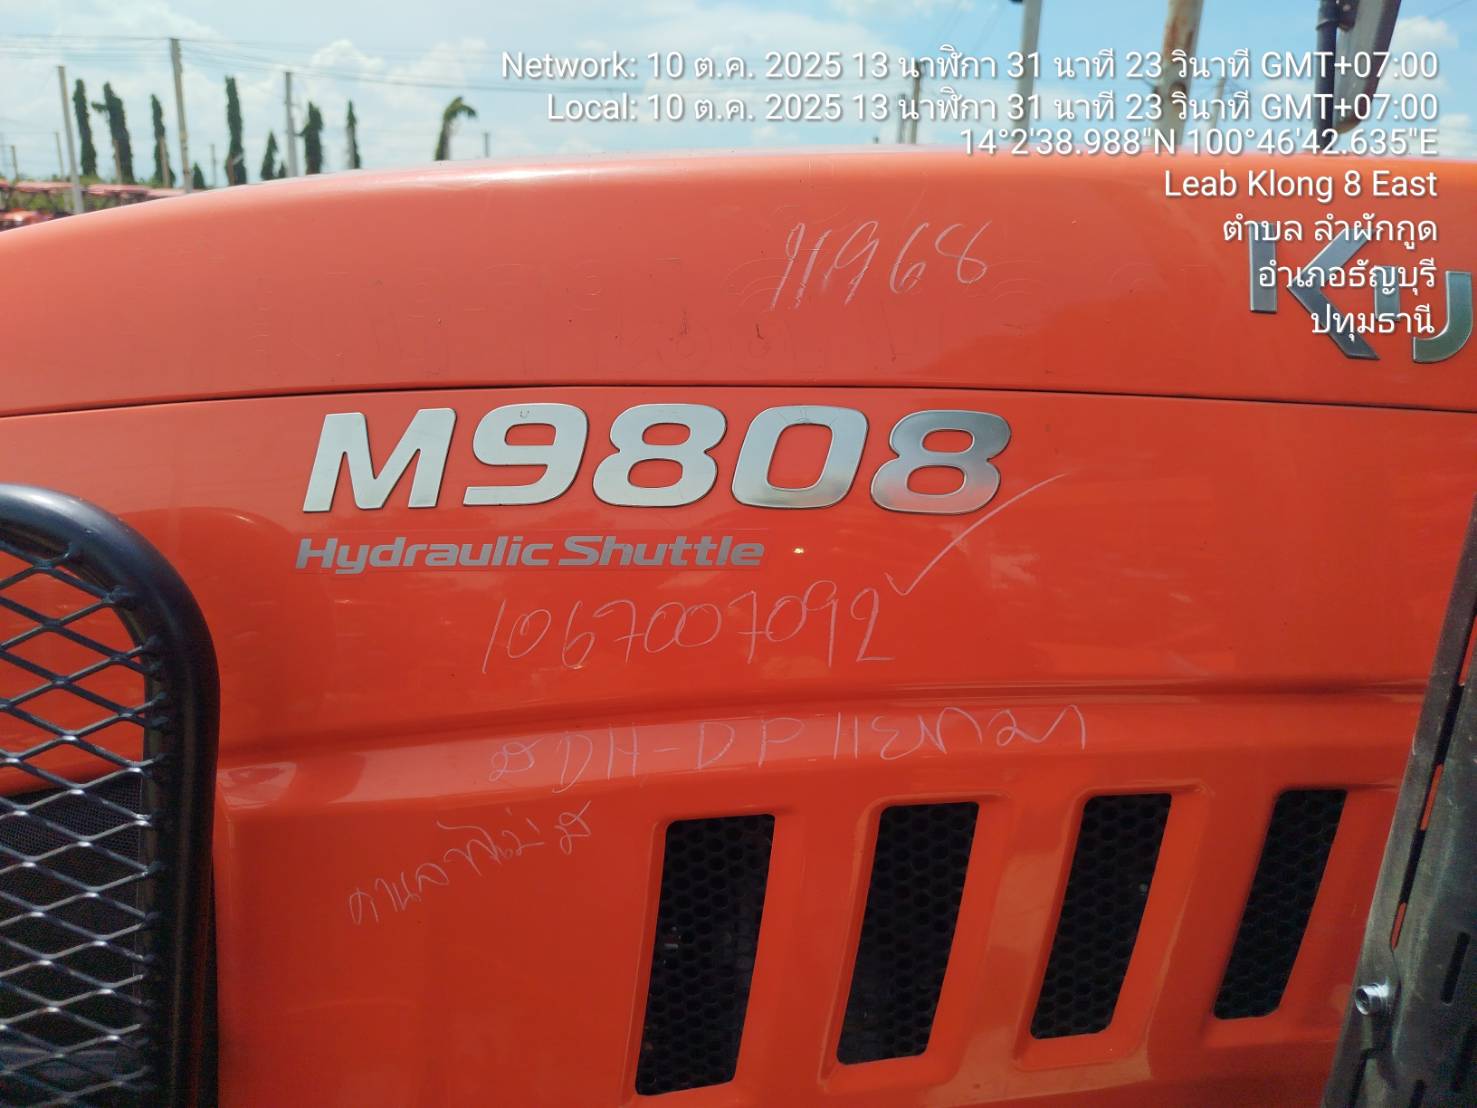 Network: 10 ต.ค. 2025 13 นาฬิกา 31 นาที 23 วินาที GMT+07:00
Local: 10 ต.ค. 2025 13 นาฬิกา 31 นาที 23 วินาที GMT+07:00
14°2'38.988"N 100°46'42.635"E
Leab Klong 8 East
ตำบล ลำผักกูด
อำเภอธัญบุรี
ปทุมธานี
Ku
M9808
Hydraulic Shuttle
1067007092
DH-DP